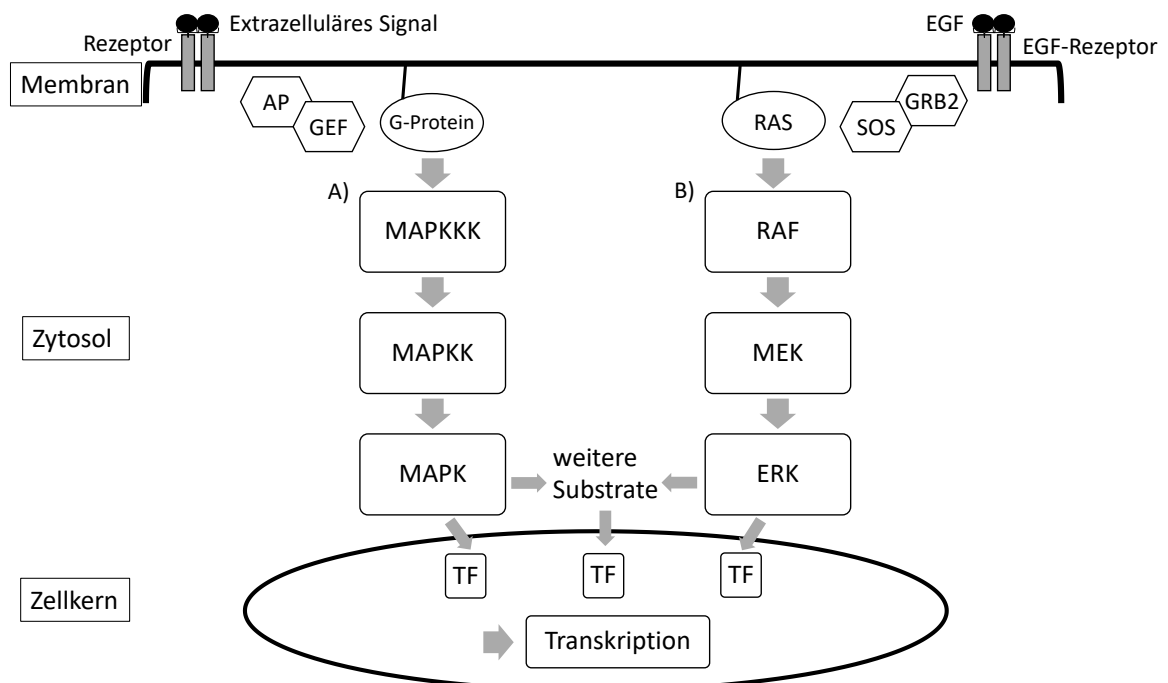 Extrazelluläres Signal
EGF
Rezeptor
EGF-Rezeptor
Membran
AP
GEF
G-Protein
RAS
SOS
GRB2
A)
MAPKKK
B)
RAF
Zytosol
MAPKK
MEK
MAPK
weitere
Substrate
ERK
TF
TF
TF
Zellkern
Transkription